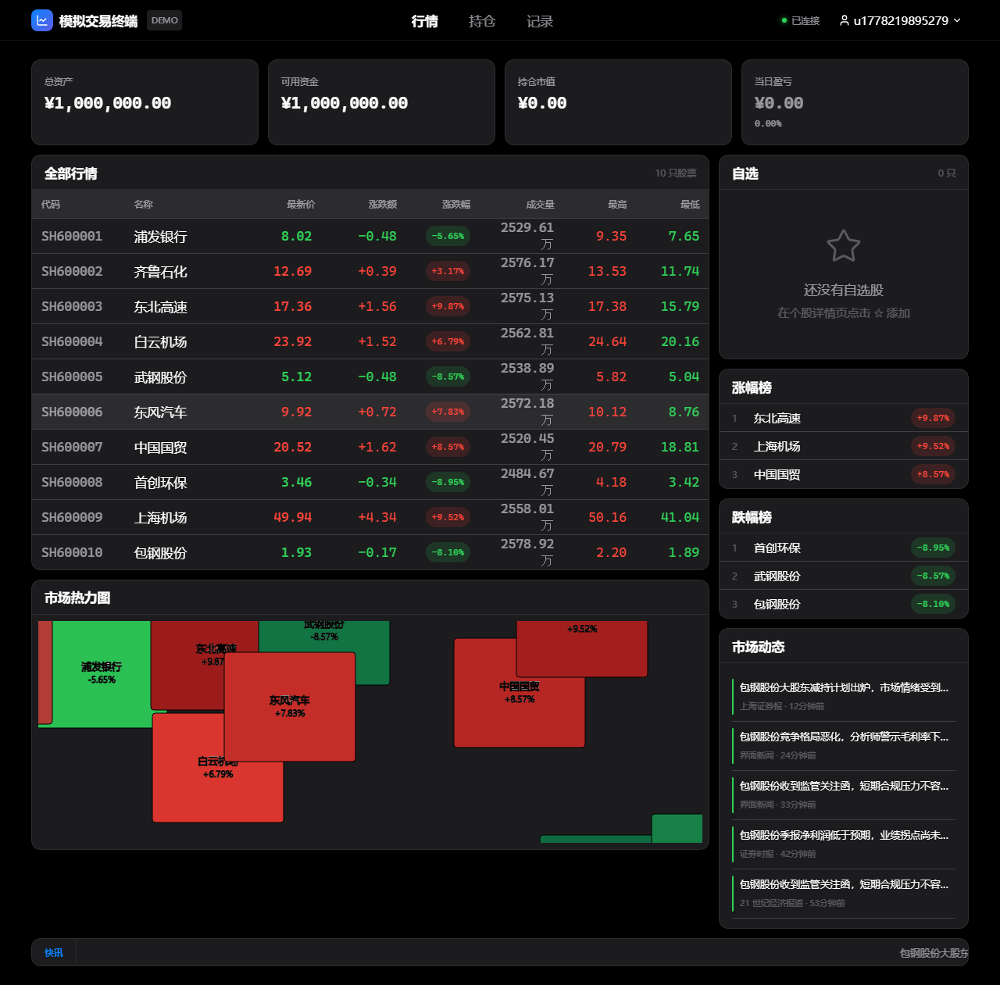 模拟交易终端 DEMO 行情 持仓 记录 已连接 u1778219895279
总资产 可用资金 持仓市值 当日盈亏
¥1,000,000.00 ¥1,000,000.00 ¥0.00 ¥0.00
0.00%
全部行情 10 只股票
代码 名称 最新价 涨跌额 涨跌幅 成交量 最高 最低
SH600001 浦发银行 8.02 −0.48 −5.65% 2529.61万 9.35 7.65
SH600002 齐鲁石化 12.69 +0.39 +3.17% 2576.17万 13.53 11.74
SH600003 东北高速 17.36 +1.56 +9.87% 2575.13万 17.38 15.79
SH600004 白云机场 23.92 +1.52 +6.79% 2562.81万 24.64 20.16
SH600005 武钢股份 5.12 −0.48 −8.57% 2538.89万 5.82 5.04
SH600006 东风汽车 9.92 +0.72 +7.83% 2572.18万 10.12 8.76
SH600007 中国国贸 20.52 +1.62 +8.57% 2520.45万 20.79 18.81
SH600008 首创环保 3.46 −0.34 −8.95% 2484.67万 4.18 3.42
SH600009 上海机场 49.94 +4.34 +9.52% 2558.01万 50.16 41.04
SH600010 包钢股份 1.93 −0.17 −8.10% 2578.92万 2.20 1.89
市场热力图
武钢股份
-8.57%
+9.52%
东北高速
+9.87
浦发银行
-5.65%
中国国贸
+8.57%
东风汽车
+7.83%
白云机场
+6.79%
自选 0 只
还没有自选股
在个股详情页点击 ☆ 添加
涨幅榜
1 东北高速 +9.87%
2 上海机场 +9.52%
3 中国国贸 +8.57%
跌幅榜
1 首创环保 −8.95%
2 武钢股份 −8.57%
3 包钢股份 −8.10%
市场动态
包钢股份大股东减持计划出炉，市场情绪受到...
上海证券报 · 12分钟前
包钢股份竞争格局恶化，分析师警示毛利率下...
界面新闻 · 24分钟前
包钢股份收到监管关注函，短期合规压力不容...
界面新闻 · 33分钟前
包钢股份季报净利润低于预期，业绩拐点尚未...
证券时报 · 42分钟前
包钢股份收到监管关注函，短期合规压力不容...
21 世纪经济报道 · 53分钟前
快讯 包钢股份大股东